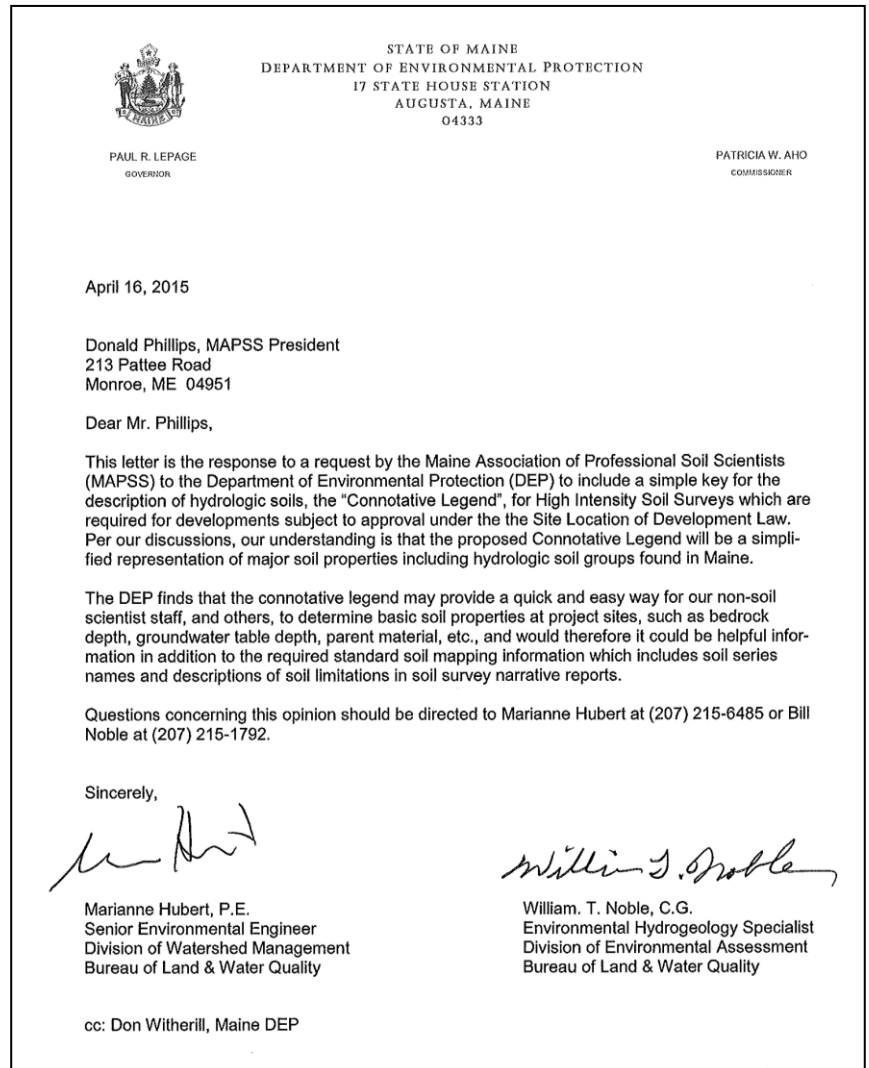 STATE OF MAINE
DEPARTMENT OF ENVIRONMENTAL PROTECTION
17 STATE HOUSE STATION
AUGUSTA, MAINE
04333
MAINE
PAUL R. LEPAGE
GOVERNOR
PATRICIA W. AHO
COMMISSIONER
April 16, 2015
Donald Phillips, MAPSS President
213 Pattee Road
Monroe, ME 04951
Dear Mr. Phillips,
This letter is the response to a request by the Maine Association of Professional Soil Scientists
(MAPSS) to the Department of Environmental Protection (DEP) to include a simple key for the
description of hydrologic soils, the “Connotative Legend”, for High Intensity Soil Surveys which are
required for developments subject to approval under the the Site Location of Development Law.
Per our discussions, our understanding is that the proposed Connotative Legend will be a simpli-
fied representation of major soil properties including hydrologic soil groups found in Maine.
The DEP finds that the connotative legend may provide a quick and easy way for our non-soil
scientist staff, and others, to determine basic soil properties at project sites, such as bedrock
depth, groundwater table depth, parent material, etc., and would therefore it could be helpful infor-
mation in addition to the required standard soil mapping information which includes soil series
names and descriptions of soil limitations in soil survey narrative reports.
Questions concerning this opinion should be directed to Marianne Hubert at (207) 215-6485 or Bill
Noble at (207) 215-1792.
Sincerely,
William T. Noble
Marianne Hubert, P.E.
Senior Environmental Engineer
Division of Watershed Management
Bureau of Land & Water Quality
William. T. Noble, C.G.
Environmental Hydrogeology Specialist
Division of Environmental Assessment
Bureau of Land & Water Quality
cc: Don Witherill, Maine DEP